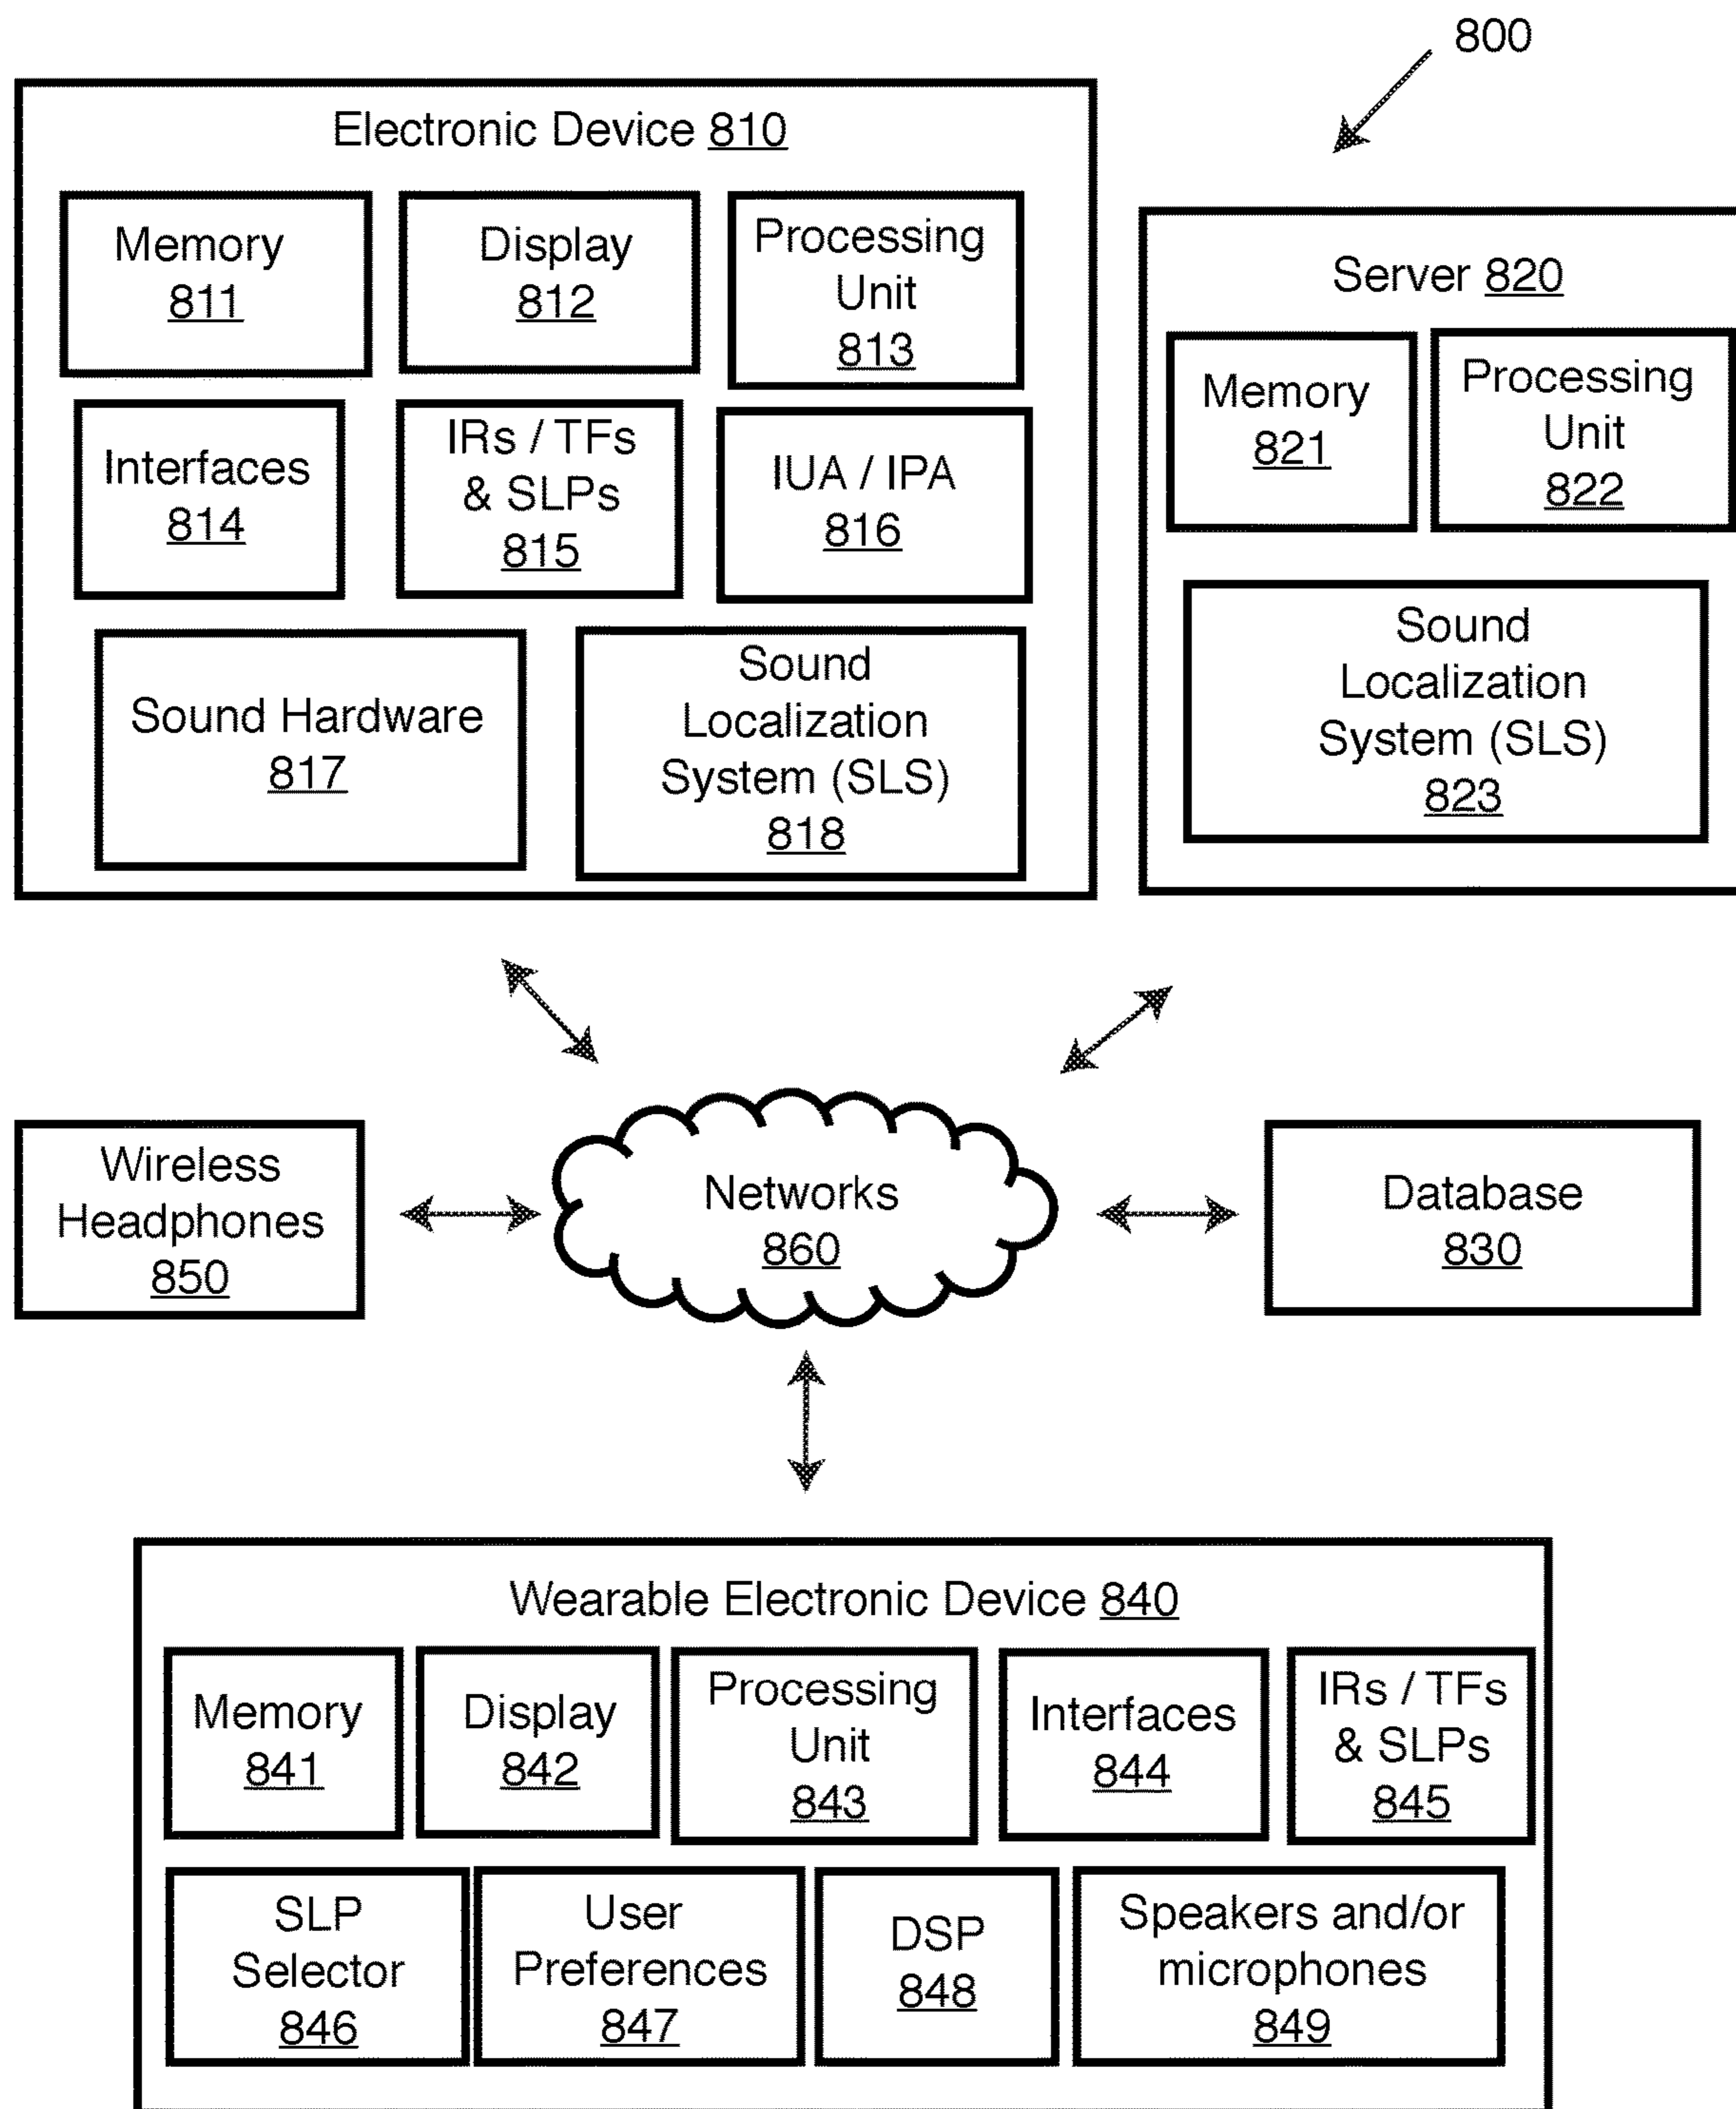 800
Electronic Device 810
Memory
811
Display
812
Processing
Unit
813
Interfaces
814
IRs / TFs
& SLPs
815
IUA / IPA
816
Sound Hardware
817
Sound
Localization
System (SLS)
818
Server 820
Memory
821
Processing
Unit
822
Sound
Localization
System (SLS)
823
Wireless
Headphones
850
Networks
860
Database
830
Wearable Electronic Device 840
Memory
841
Display
842
Processing
Unit
843
Interfaces
844
IRs / TFs
& SLPs
845
SLP
Selector
846
User
Preferences
847
DSP
848
Speakers and/or
microphones
849